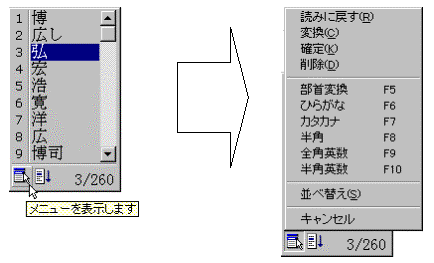 1 博
2 広し
3 弘
4 宏
5 浩
6 寛
7 洋
8 広
9 博司
3/260
メニューを表示します
読みに戻す(R)
変換(C)
確定(K)
削除(D)
部首変換 F5
ひらがな F6
カタカナ F7
半角 F8
全角英数 F9
半角英数 F10
並べ替え(S)
キャンセル
3/260